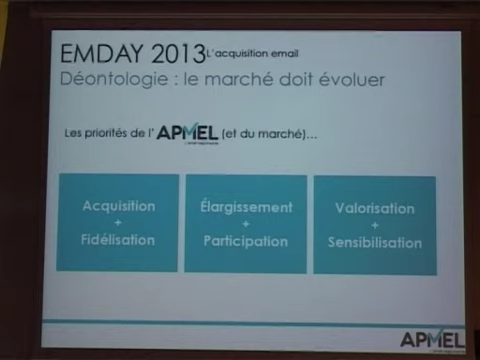 EMDAY 2013 L'acquisition email
Déontologie : le marché doit évoluer
Les priorités de l' APMEL (et du marché)...
Acquisition
+
Fidélisation
Élargissement
+
Participation
Valorisation
+
Sensibilisation
APMEL